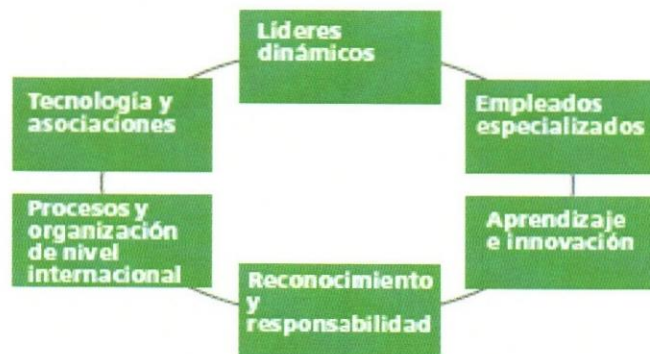 Líderes
dinámicos
Tecnología y
asociaciones
Empleados
especializados
Procesos y
organización
de nivel
internacional
Aprendizaje
e innovación
Reconocimiento
y
responsabilidad